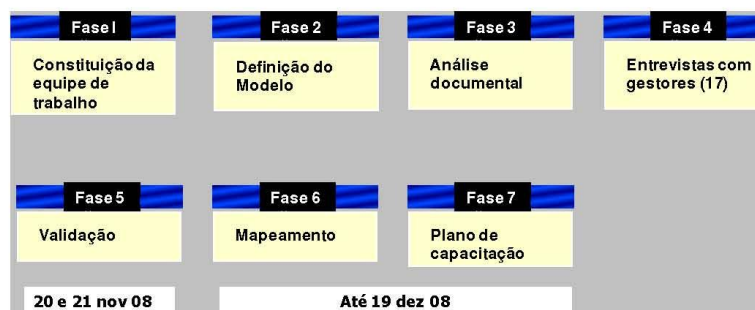 Fase I
Fase 2
Fase 3
Fase 4
Constituição da
equipe de
trabalho
Definição do
Modelo
Análise
documental
Entrevistas com
gestores (17)
Fase 5
Fase 6
Fase 7
Validação
Mapeamento
Plano de
capacitação
20 e 21 nov 08
Até 19 dez 08